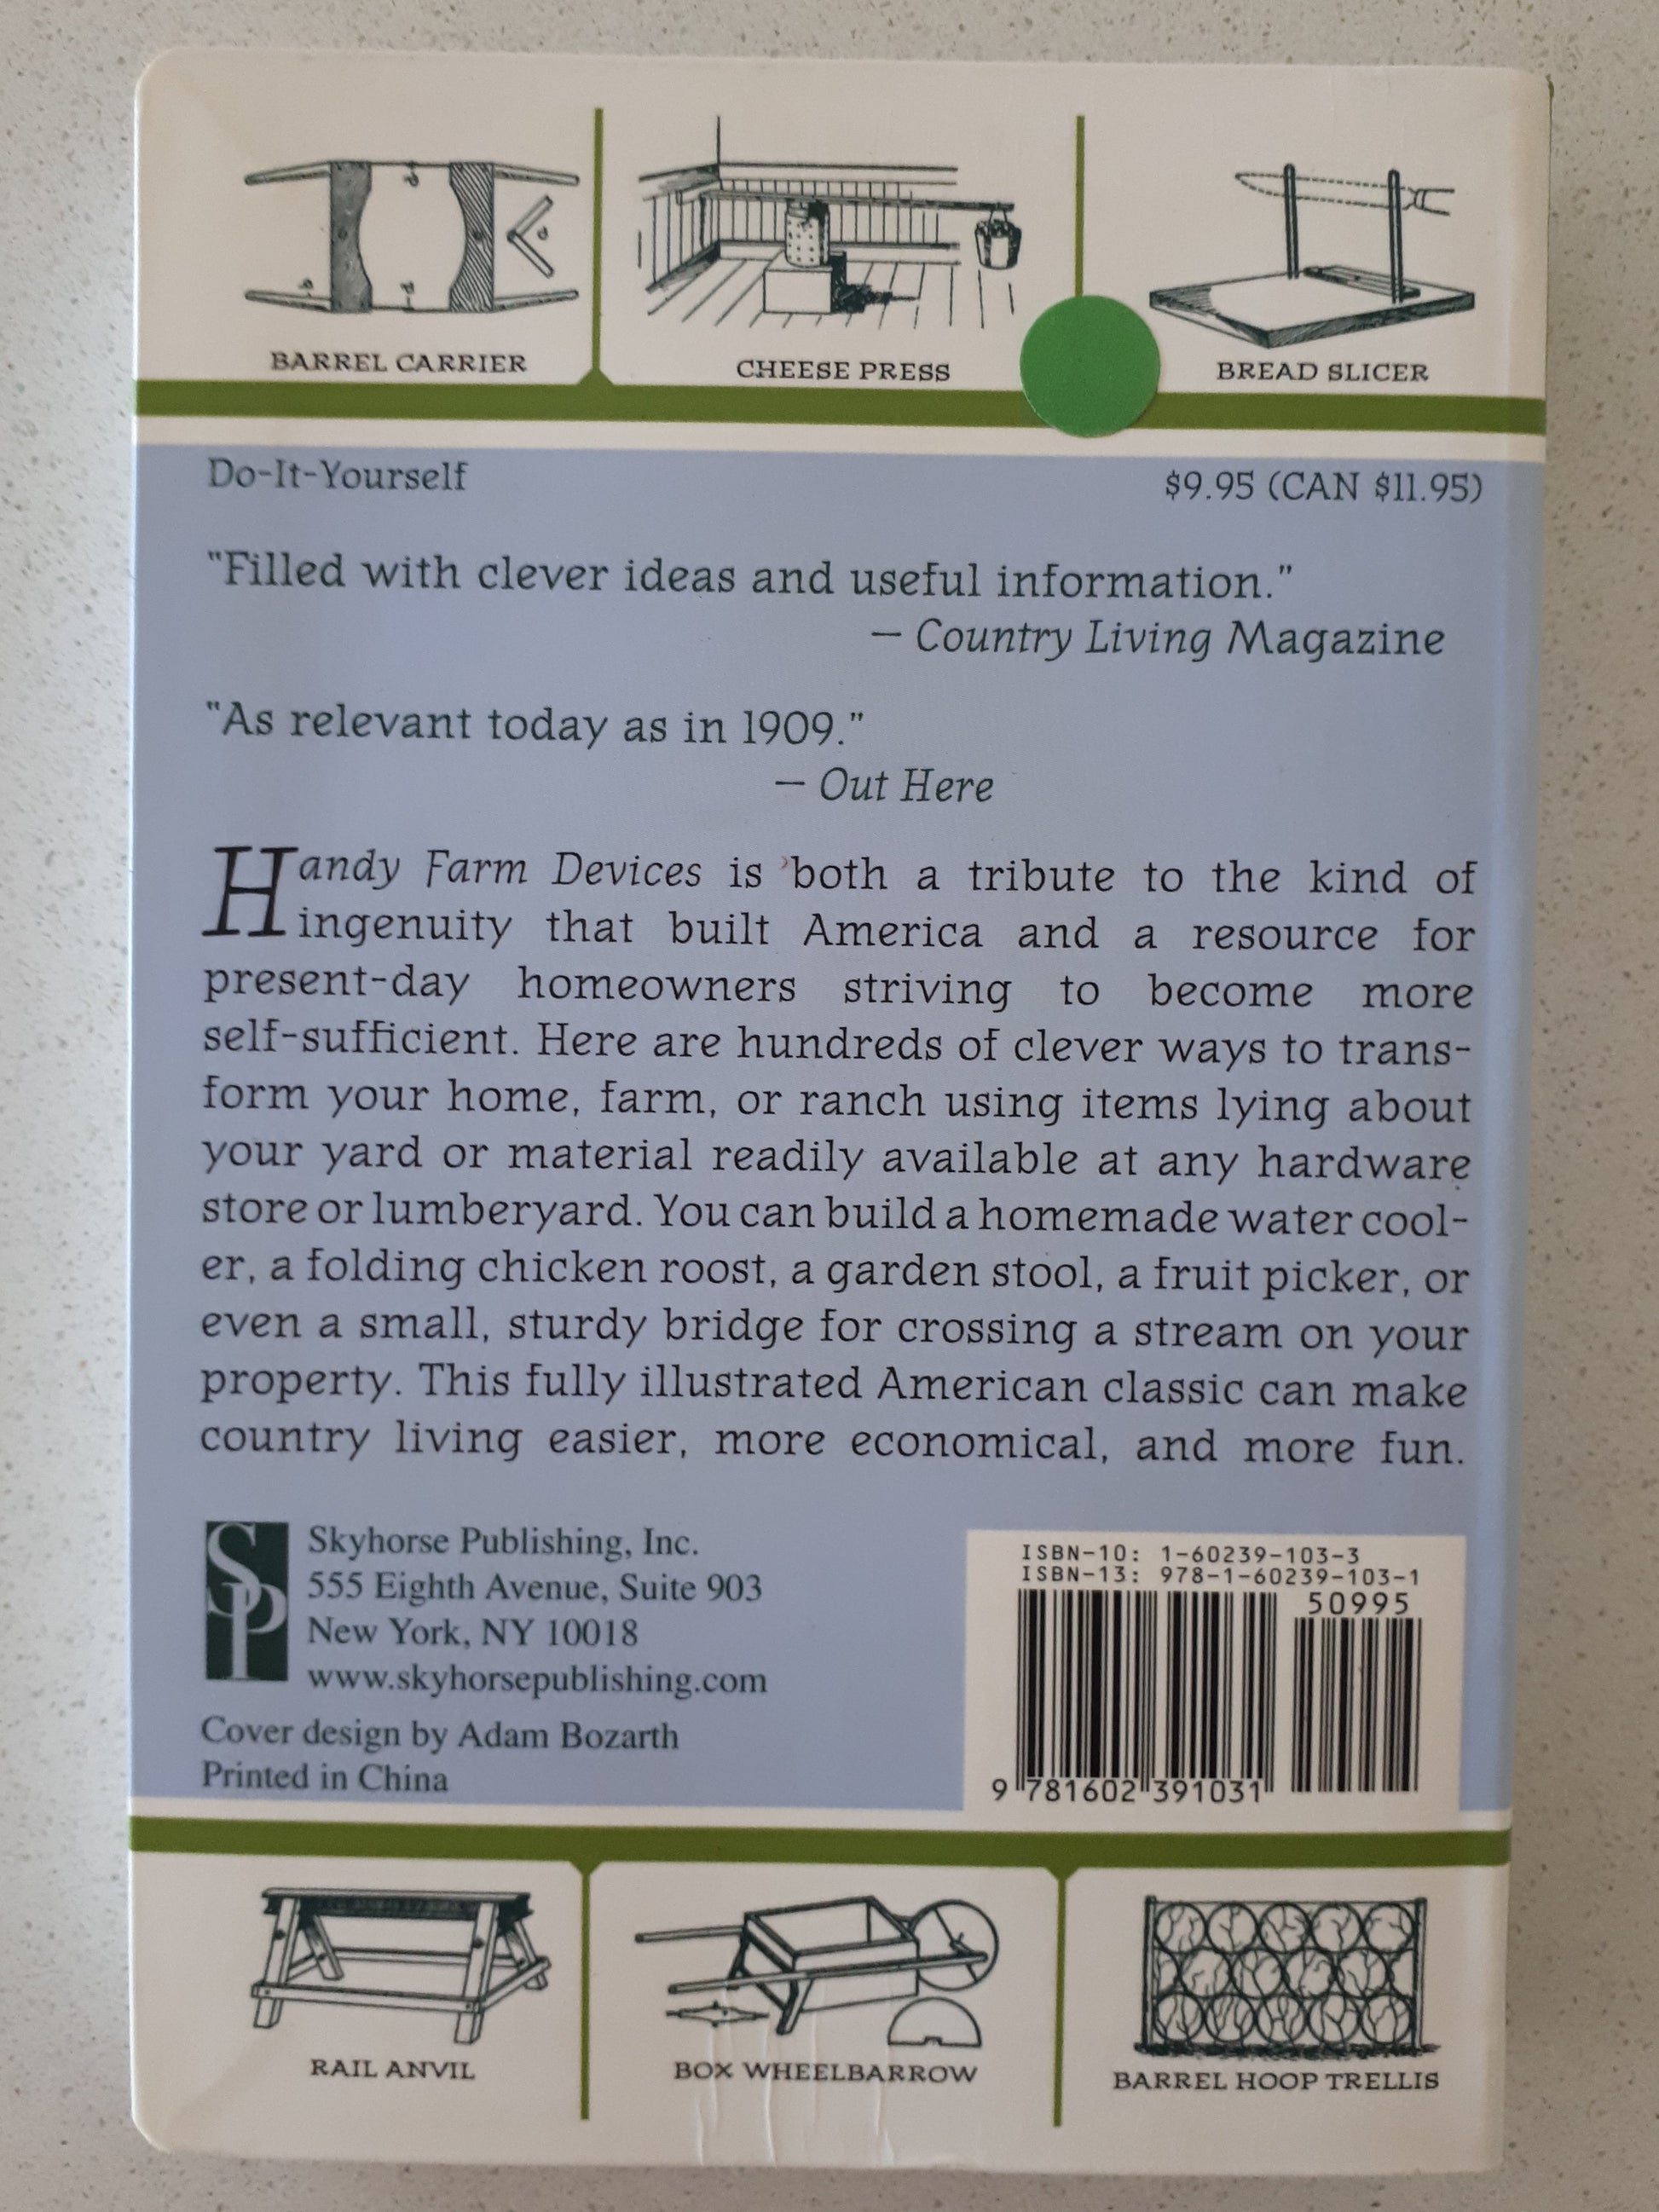 BARREL CARRIER
CHEESE PRESS
BREAD SLICER
Do-It-Yourself
$9.95 (CAN $11.95)
"Filled with clever ideas and useful information."
— Country Living Magazine
"As relevant today as in 1909."
— Out Here
Handy Farm Devices is both a tribute to the kind of
ingenuity that built America and a resource for
present-day homeowners striving to become more
self-sufficient. Here are hundreds of clever ways to trans-
form your home, farm, or ranch using items lying about
your yard or material readily available at any hardware
store or lumberyard. You can build a homemade water cool-
er, a folding chicken roost, a garden stool, a fruit picker, or
even a small, sturdy bridge for crossing a stream on your
property. This fully illustrated American classic can make
country living easier, more economical, and more fun.
SP
Skyhorse Publishing, Inc.
555 Eighth Avenue, Suite 903
New York, NY 10018
www.skyhorsepublishing.com
Cover design by Adam Bozarth
Printed in China
ISBN-10: 1-60239-103-3
ISBN-13: 978-1-60239-103-1
50995
9 781602 391031
RAIL ANVIL
BOX WHEELBARROW
BARREL HOOP TRELLIS